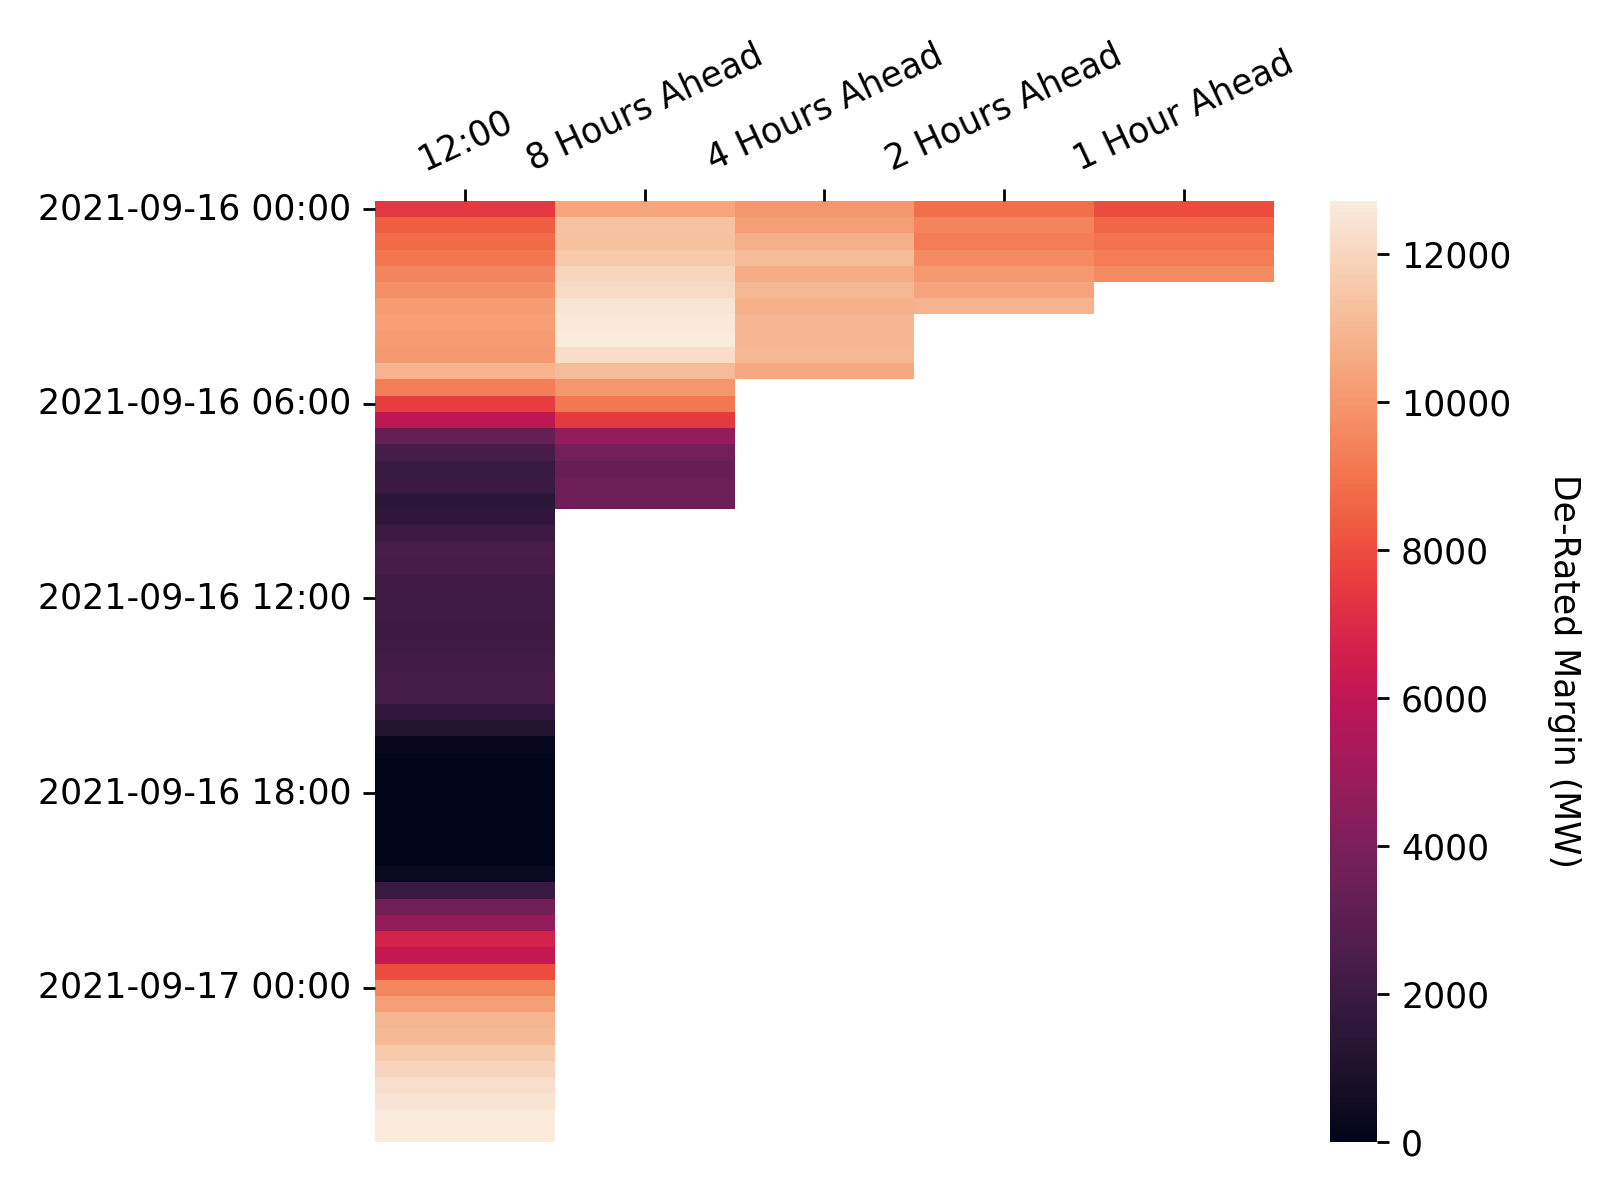 12:00
8 Hours Ahead
4 Hours Ahead
2 Hours Ahead
1 Hour Ahead
2021-09-16 00:00
2021-09-16 06:00
2021-09-16 12:00
2021-09-16 18:00
2021-09-17 00:00
12000
10000
8000
6000
4000
2000
0
De-Rated Margin (MW)